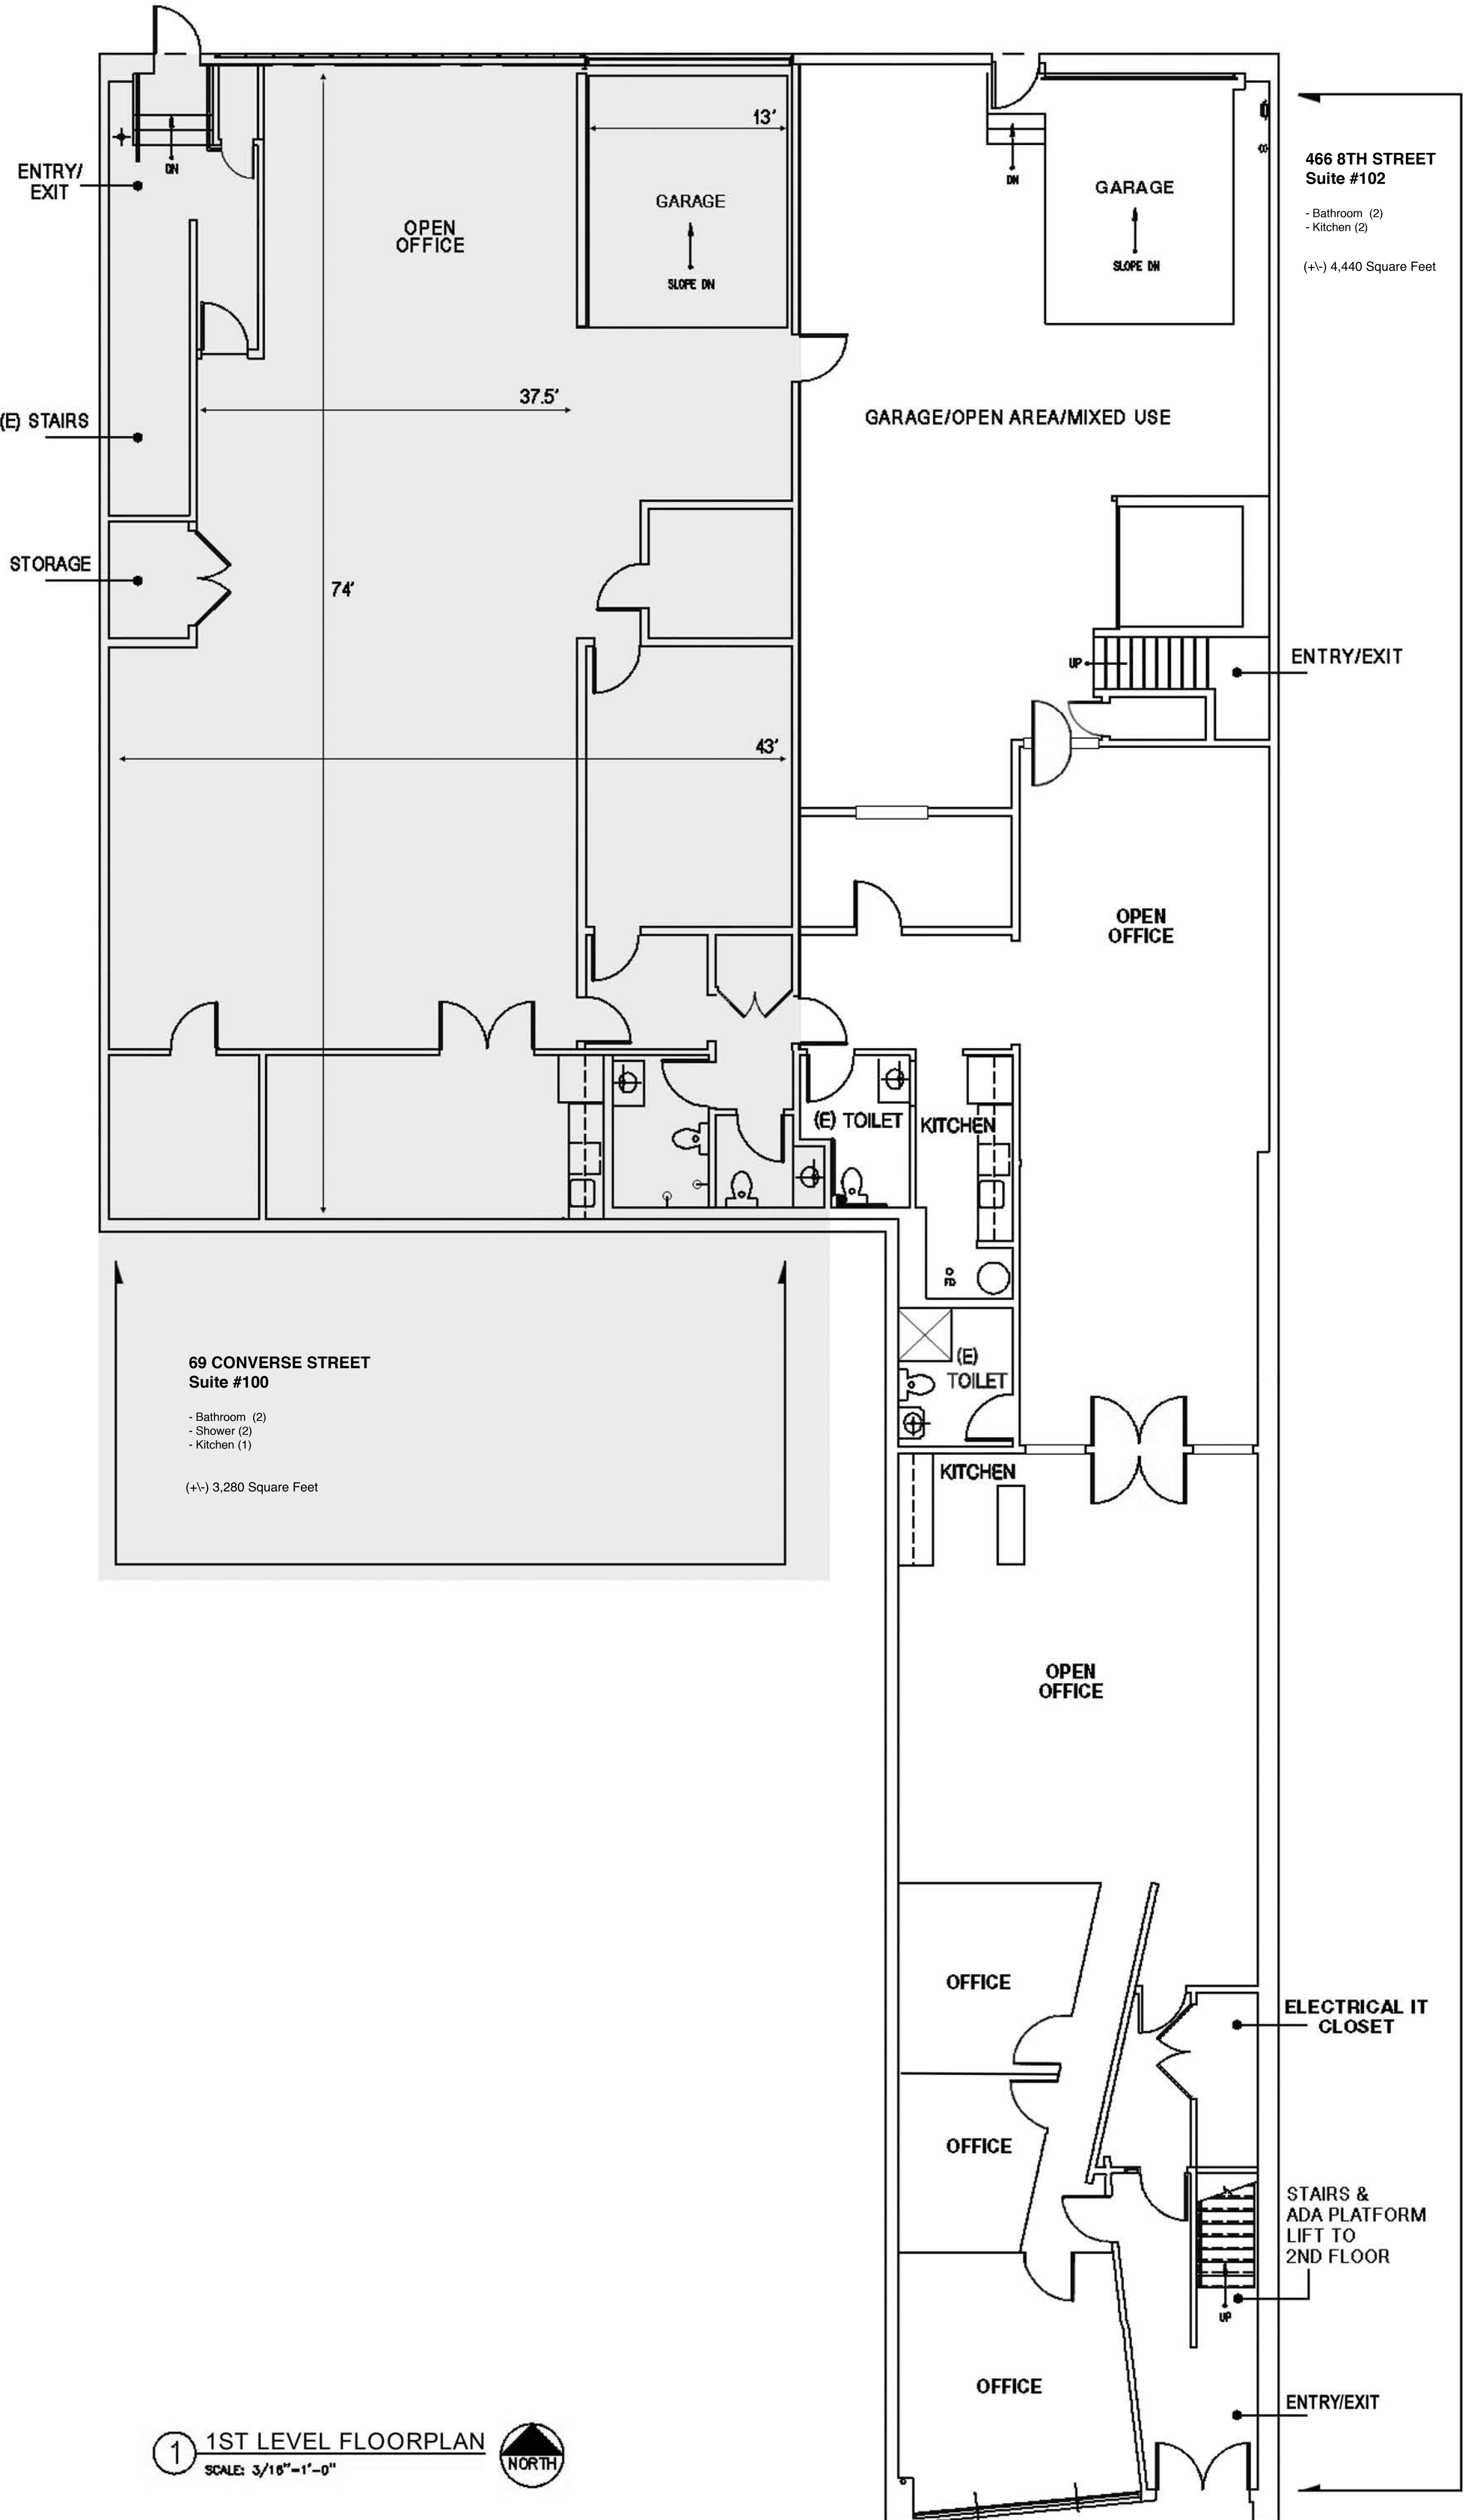 13'
DN
ENTRY/
EXIT
OPEN
OFFICE
GARAGE
SLOPE DN
DN
GARAGE
SLOPE DN
466 8TH STREET
Suite #102
- Bathroom (2)
- Kitchen (2)
(+\-) 4,440 Square Feet
37.5'
(E) STAIRS
GARAGE/OPEN AREA/MIXED USE
STORAGE
74'
UP
ENTRY/EXIT
43'
OPEN
OFFICE
(E) TOILET
KITCHEN
FD
(E)
TOILET
69 CONVERSE STREET
Suite #100
- Bathroom (2)
- Shower (2)
- Kitchen (1)
(+\-) 3,280 Square Feet
KITCHEN
OPEN
OFFICE
OFFICE
ELECTRICAL IT
CLOSET
OFFICE
STAIRS &
ADA PLATFORM
LIFT TO
2ND FLOOR
UP
OFFICE
ENTRY/EXIT
1
1ST LEVEL FLOORPLAN
SCALE: 3/16"=1'-0"
NORTH